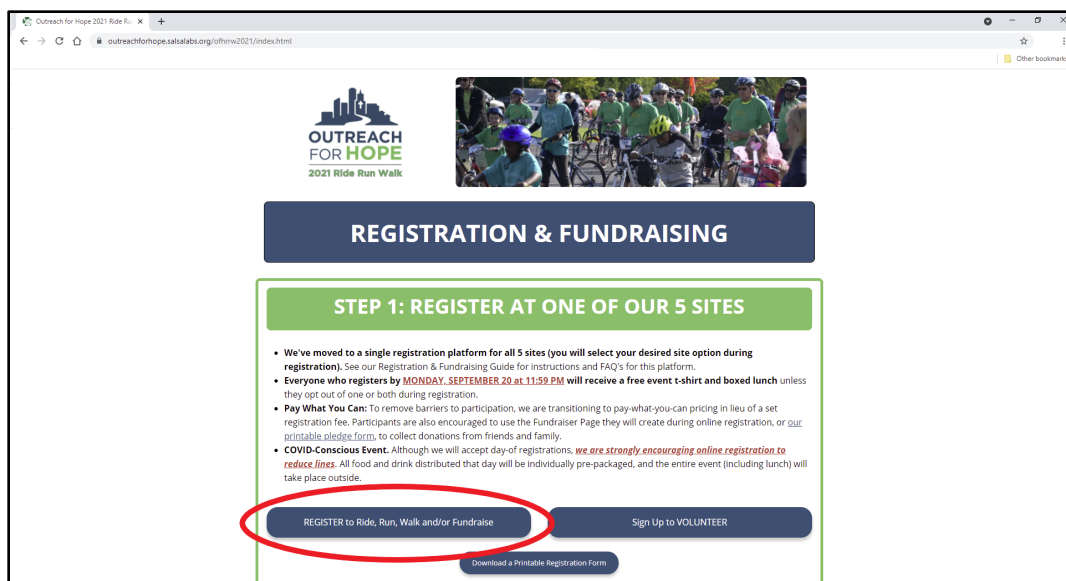 Outreach for Hope 2021 Ride Ru
outreachforhope.salsalabs.org/ofhrrw2021/index.html
Other bookmarks
OUTREACH
FOR HOPE
2021 Ride Run Walk
REGISTRATION & FUNDRAISING
STEP 1: REGISTER AT ONE OF OUR 5 SITES
• We've moved to a single registration platform for all 5 sites (you will select your desired site option during
registration). See our Registration & Fundraising Guide for instructions and FAQ's for this platform.
• Everyone who registers by MONDAY, SEPTEMBER 20 at 11:59 PM will receive a free event t-shirt and boxed lunch unless
they opt out of one or both during registration.
• Pay What You Can: To remove barriers to participation, we are transitioning to pay-what-you-can pricing in lieu of a set
registration fee. Participants are also encouraged to use the Fundraiser Page they will create during online registration, or our
printable pledge form, to collect donations from friends and family.
• COVID-Conscious Event. Although we will accept day-of registrations, we are strongly encouraging online registration to
reduce lines. All food and drink distributed that day will be individually pre-packaged, and the entire event (including lunch) will
take place outside.
REGISTER to Ride, Run, Walk and/or Fundraise
Sign Up to VOLUNTEER
Download a Printable Registration Form